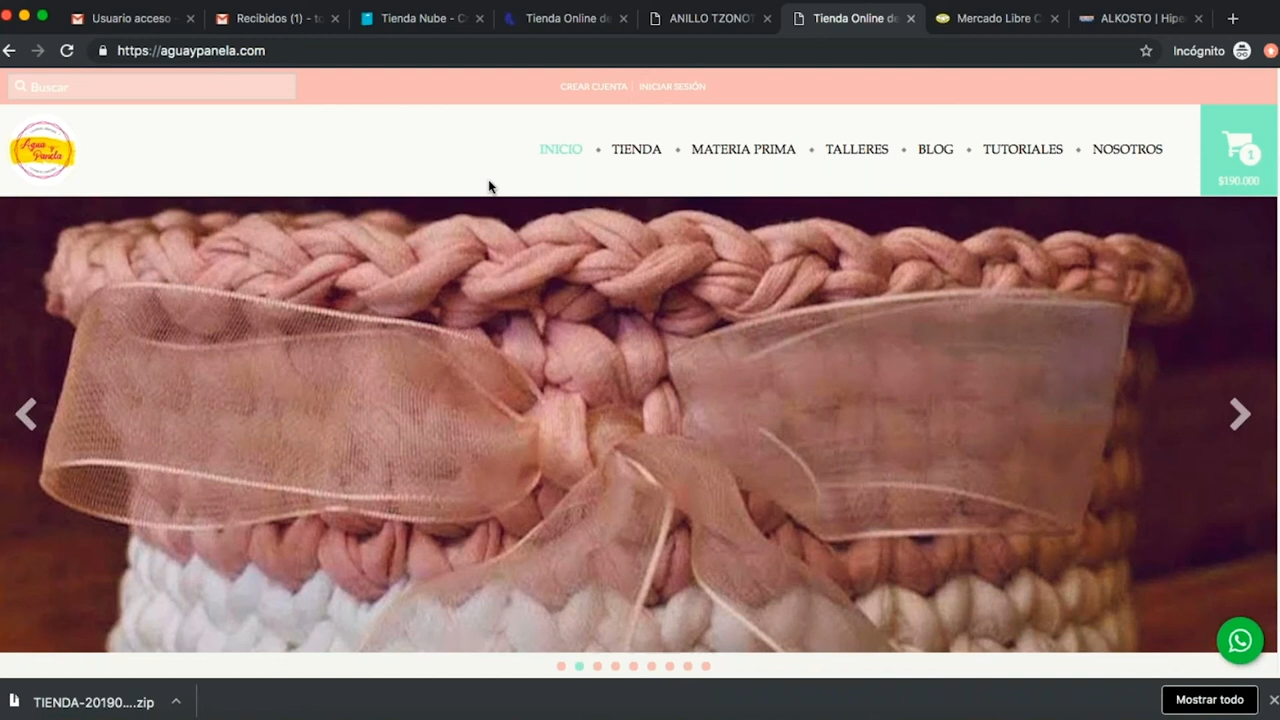 Usuario acceso
Recibidos (1) - to
Tienda Nube - C
Tienda Online de
ANILLO TZONOT
Tienda Online de
Mercado Libre C
ALKOSTO | Hipe
https://aguaypanela.com
Incógnito
Buscar
CREAR CUENTA | INICIAR SESIÓN
Agua y
Panela
INICIO • TIENDA • MATERIA PRIMA • TALLERES • BLOG • TUTORIALES • NOSOTROS
1
$190.000
TIENDA-20190....zip
Mostrar todo